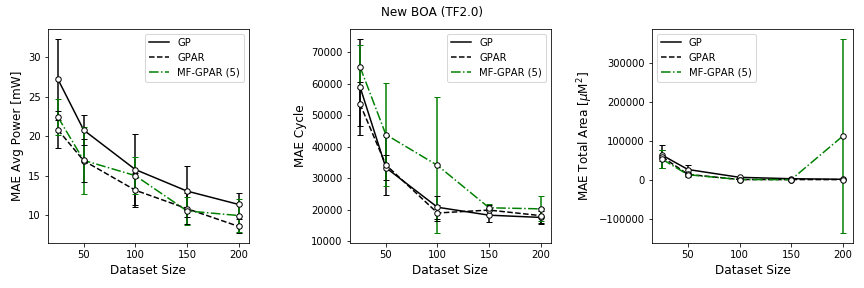 New BOA (TF2.0)
MAE Avg Power [mW]
35
30
25
20
15
10
GP
GPAR
MF-GPAR (5)
50
100
150
200
Dataset Size
MAE Cycle
70000
60000
50000
40000
30000
20000
10000
GP
GPAR
MF-GPAR (5)
50
100
150
200
Dataset Size
MAE Total Area [μM²]
300000
200000
100000
0
−100000
GP
GPAR
MF-GPAR (5)
50
100
150
200
Dataset Size